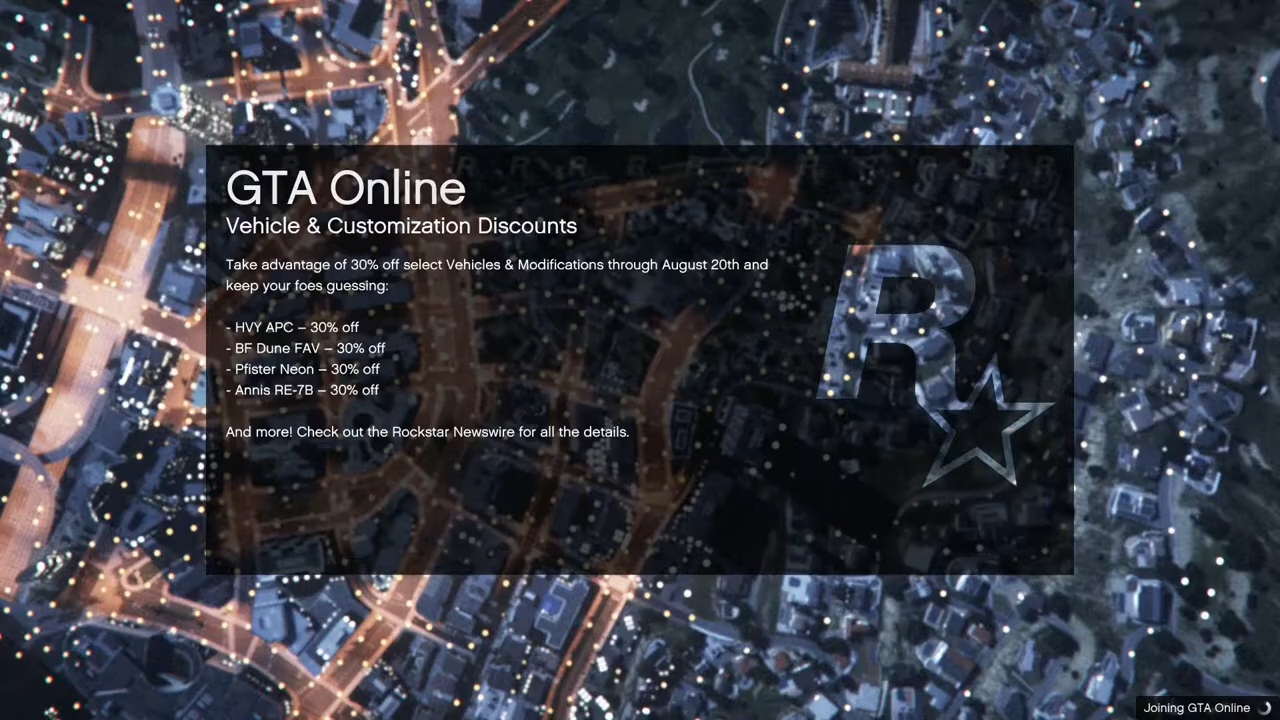 GTA Online
Vehicle & Customization Discounts
Take advantage of 30% off select Vehicles & Modifications through August 20th and
keep your foes guessing:
- HVY APC – 30% off
- BF Dune FAV – 30% off
- Pfister Neon – 30% off
- Annis RE-7B – 30% off
And more! Check out the Rockstar Newswire for all the details.
R
Joining GTA Online